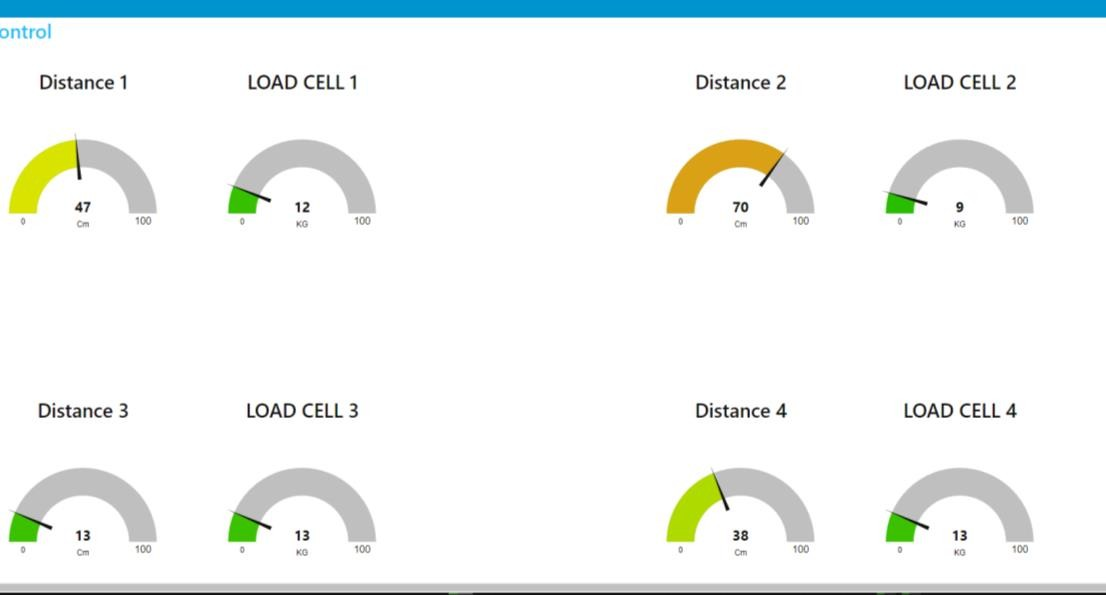 ontrol
Distance 1
LOAD CELL 1
Distance 2
LOAD CELL 2
47
Cm
0
100
12
KG
0
100
70
Cm
0
100
9
KG
0
100
Distance 3
LOAD CELL 3
Distance 4
LOAD CELL 4
13
Cm
0
100
13
KG
0
100
38
Cm
0
100
13
KG
0
100